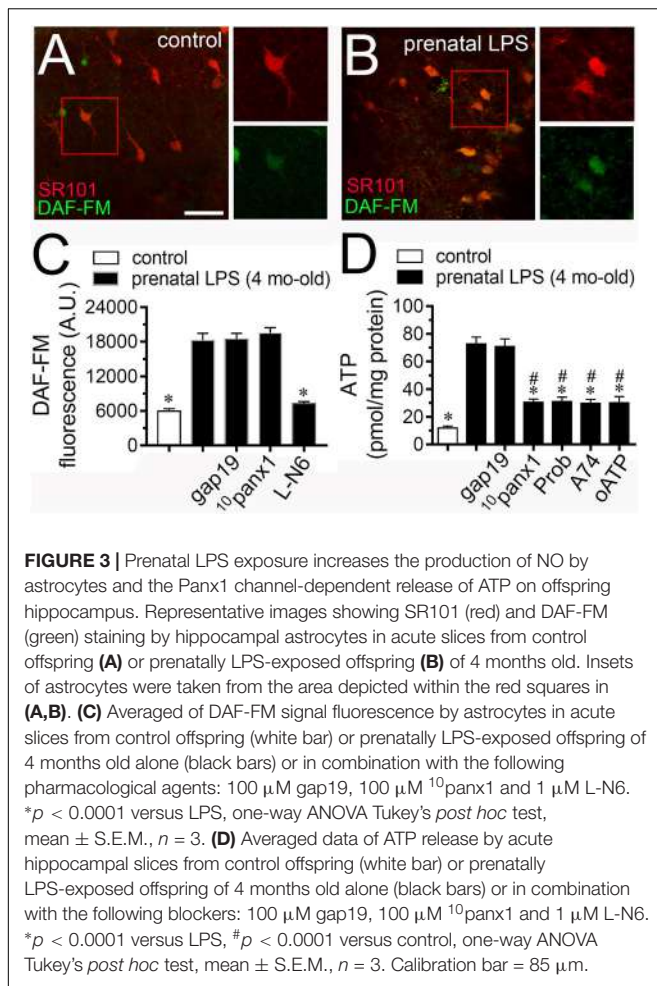 A
control
SR101
DAF-FM
B
prenatal LPS
SR101
DAF-FM
C
control
prenatal LPS (4 mo-old)
DAF-FM
fluorescence (A.U.)
24000
18000
12000
6000
0
*
*
gap19
¹⁰panx1
L-N6
D
control
prenatal LPS (4 mo-old)
ATP
(pmol/mg protein)
100
80
60
40
20
0
*
# # # #
* * * *
gap19
¹⁰panx1
Prob
A74
oATP
FIGURE 3 | Prenatal LPS exposure increases the production of NO by
astrocytes and the Panx1 channel-dependent release of ATP on offspring
hippocampus. Representative images showing SR101 (red) and DAF-FM
(green) staining by hippocampal astrocytes in acute slices from control
offspring (A) or prenatally LPS-exposed offspring (B) of 4 months old. Insets
of astrocytes were taken from the area depicted within the red squares in
(A,B). (C) Averaged of DAF-FM signal fluorescence by astrocytes in acute
slices from control offspring (white bar) or prenatally LPS-exposed offspring of
4 months old alone (black bars) or in combination with the following
pharmacological agents: 100 μM gap19, 100 μM ¹⁰panx1 and 1 μM L-N6.
*p < 0.0001 versus LPS, one-way ANOVA Tukey's post hoc test,
mean ± S.E.M., n = 3. (D) Averaged data of ATP release by acute
hippocampal slices from control offspring (white bar) or prenatally
LPS-exposed offspring of 4 months old alone (black bars) or in combination
with the following blockers: 100 μM gap19, 100 μM ¹⁰panx1 and 1 μM L-N6.
*p < 0.0001 versus LPS, #p < 0.0001 versus control, one-way ANOVA
Tukey's post hoc test, mean ± S.E.M., n = 3. Calibration bar = 85 μm.